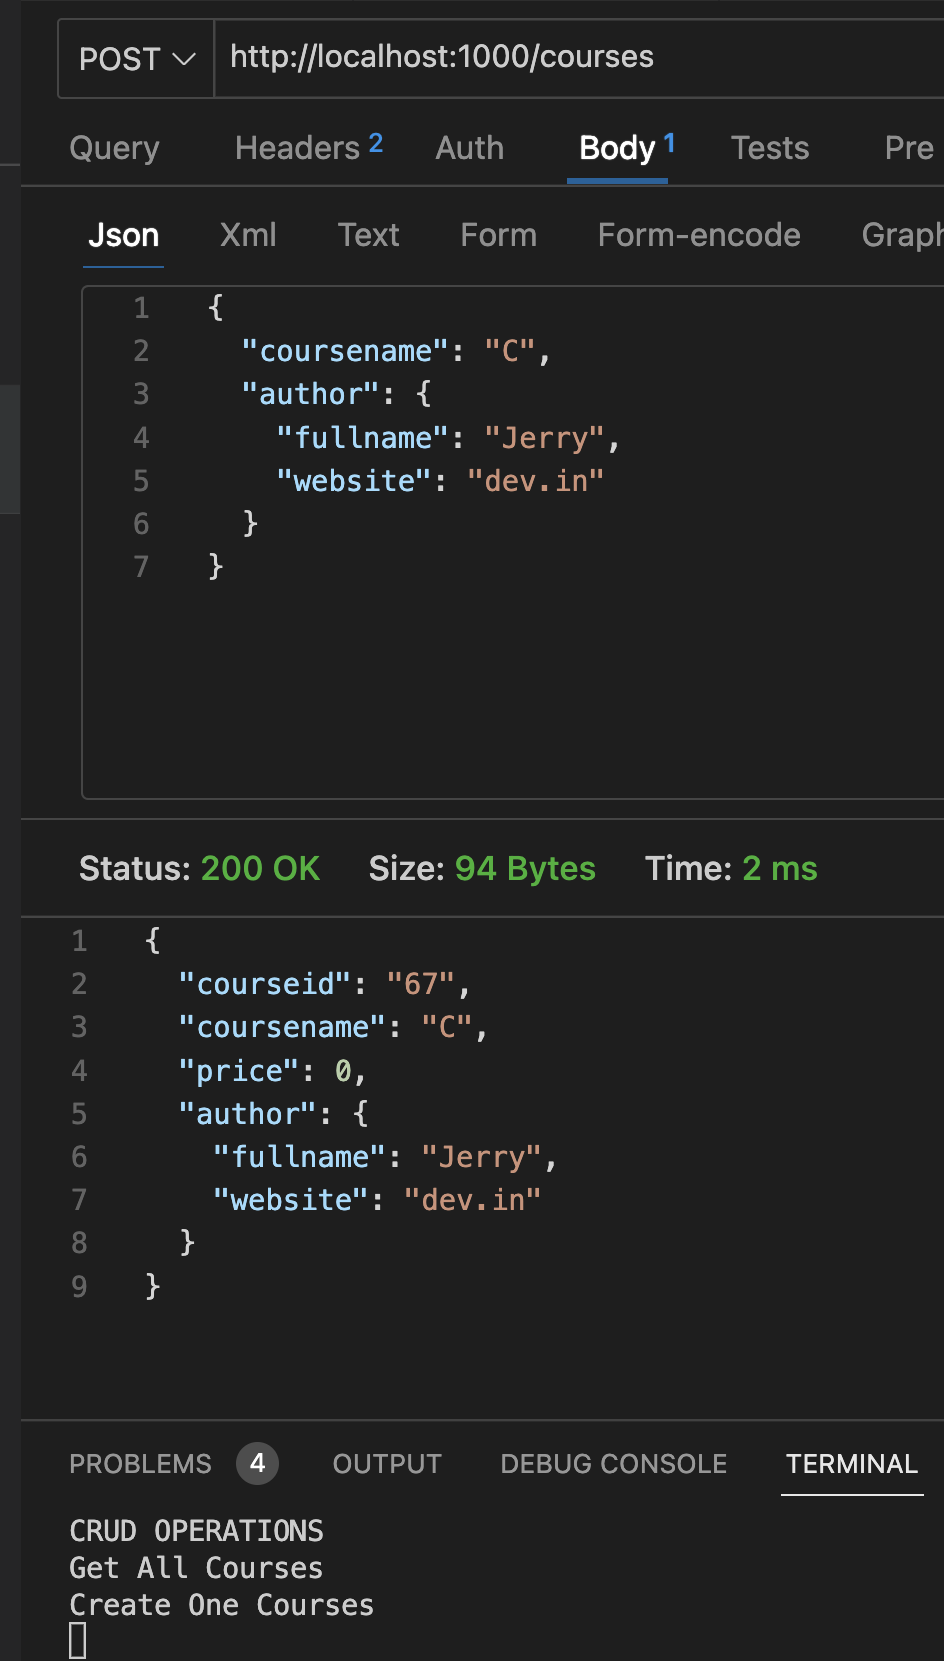 POST http://localhost:1000/courses
Query Headers 2 Auth Body 1 Tests Pre
Json Xml Text Form Form-encode Graph
1 {
2 "coursename": "C",
3 "author": {
4 "fullname": "Jerry",
5 "website": "dev.in"
6 }
7 }
Status: 200 OK Size: 94 Bytes Time: 2 ms
1 {
2 "courseid": "67",
3 "coursename": "C",
4 "price": 0,
5 "author": {
6 "fullname": "Jerry",
7 "website": "dev.in"
8 }
9 }
PROBLEMS 4 OUTPUT DEBUG CONSOLE TERMINAL
CRUD OPERATIONS
Get All Courses
Create One Courses